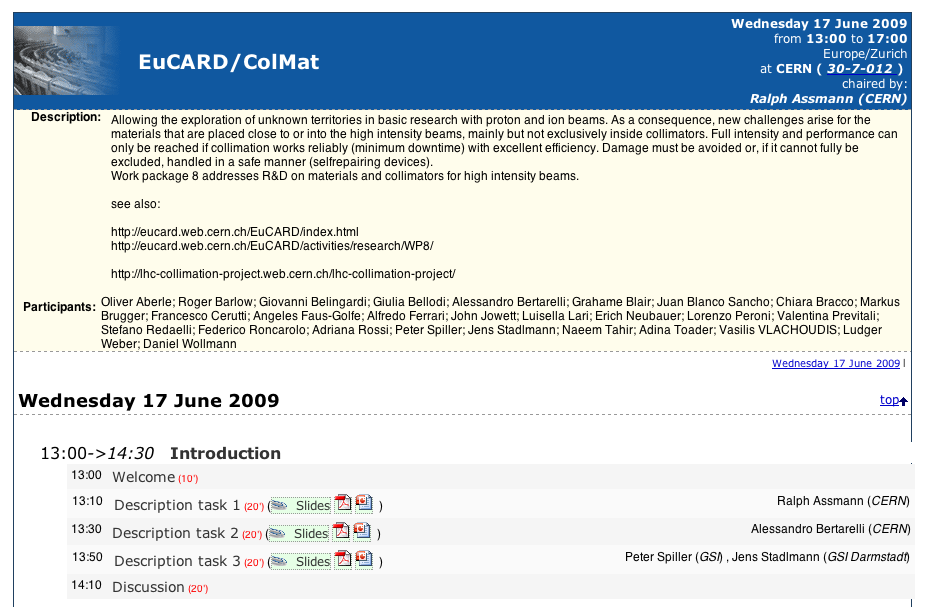 EuCARD/ColMat
Wednesday 17 June 2009
from 13:00 to 17:00
Europe/Zurich
at CERN ( 30-7-012 )
chaired by:
Ralph Assmann (CERN)
Description: Allowing the exploration of unknown territories in basic research with proton and ion beams. As a consequence, new challenges arise for the
materials that are placed close to or into the high intensity beams, mainly but not exclusively inside collimators. Full intensity and performance can
only be reached if collimation works reliably (minimum downtime) with excellent efficiency. Damage must be avoided or, if it cannot fully be
excluded, handled in a safe manner (selfrepairing devices).
Work package 8 addresses R&D on materials and collimators for high intensity beams.
see also:
http://eucard.web.cern.ch/EuCARD/index.html
http://eucard.web.cern.ch/EuCARD/activities/research/WP8/
http://lhc-collimation-project.web.cern.ch/lhc-collimation-project/
Participants: Oliver Aberle; Roger Barlow; Giovanni Belingardi; Giulia Bellodi; Alessandro Bertarelli; Grahame Blair; Juan Blanco Sancho; Chiara Bracco; Markus
Brugger; Francesco Cerutti; Angeles Faus-Golfe; Alfredo Ferrari; John Jowett; Luisella Lari; Erich Neubauer; Lorenzo Peroni; Valentina Previtali;
Stefano Redaelli; Federico Roncarolo; Adriana Rossi; Peter Spiller; Jens Stadlmann; Naeem Tahir; Adina Toader; Vasilis VLACHOUDIS; Ludger
Weber; Daniel Wollmann
Wednesday 17 June 2009 |
Wednesday 17 June 2009 top
13:00->14:30 Introduction
13:00 Welcome (10')
13:10 Description task 1 (20') ( Slides ) Ralph Assmann (CERN)
13:30 Description task 2 (20') ( Slides ) Alessandro Bertarelli (CERN)
13:50 Description task 3 (20') ( Slides ) Peter Spiller (GSI) , Jens Stadlmann (GSI Darmstadt)
14:10 Discussion (20')